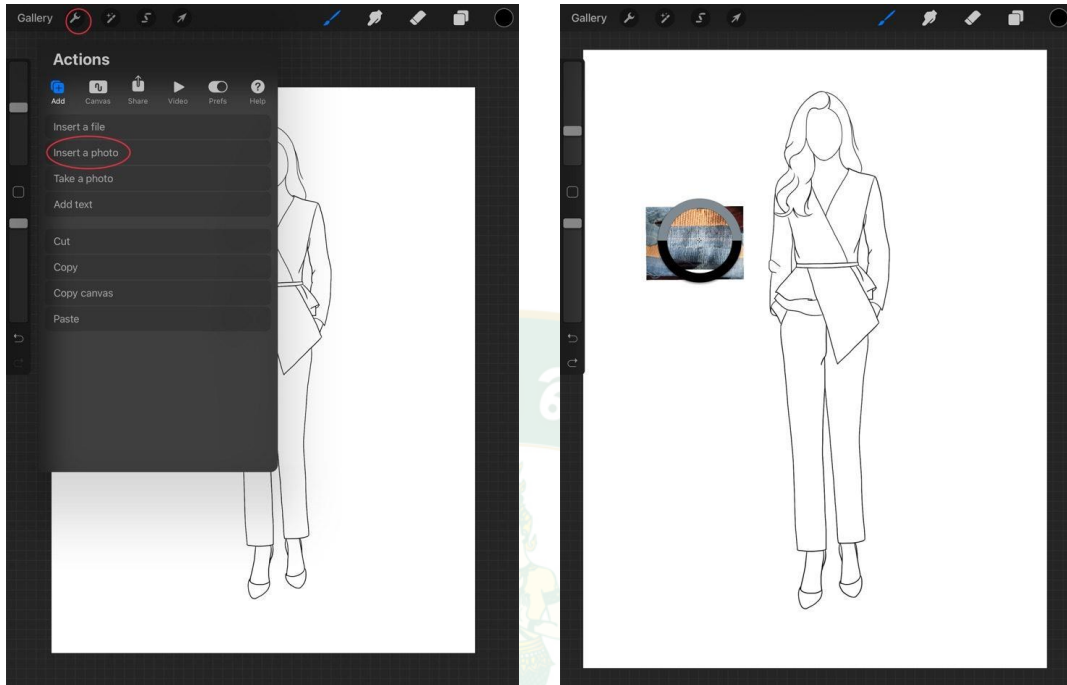 Gallery
Actions
Add Canvas Share Video Prefs Help
Insert a file
Insert a photo
Take a photo
Add text
Cut
Copy
Copy canvas
Paste
Gallery